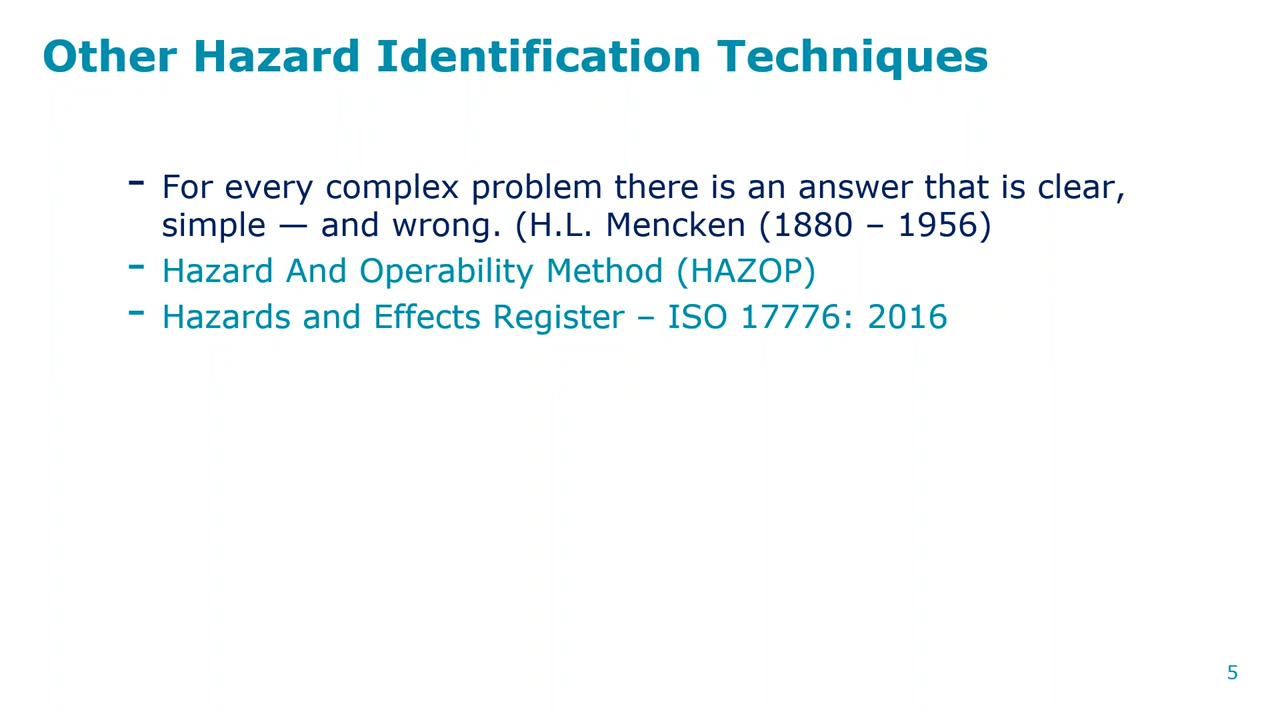 Other Hazard Identification Techniques
- For every complex problem there is an answer that is clear,
simple — and wrong. (H.L. Mencken (1880 – 1956)
- Hazard And Operability Method (HAZOP)
- Hazards and Effects Register – ISO 17776: 2016
5